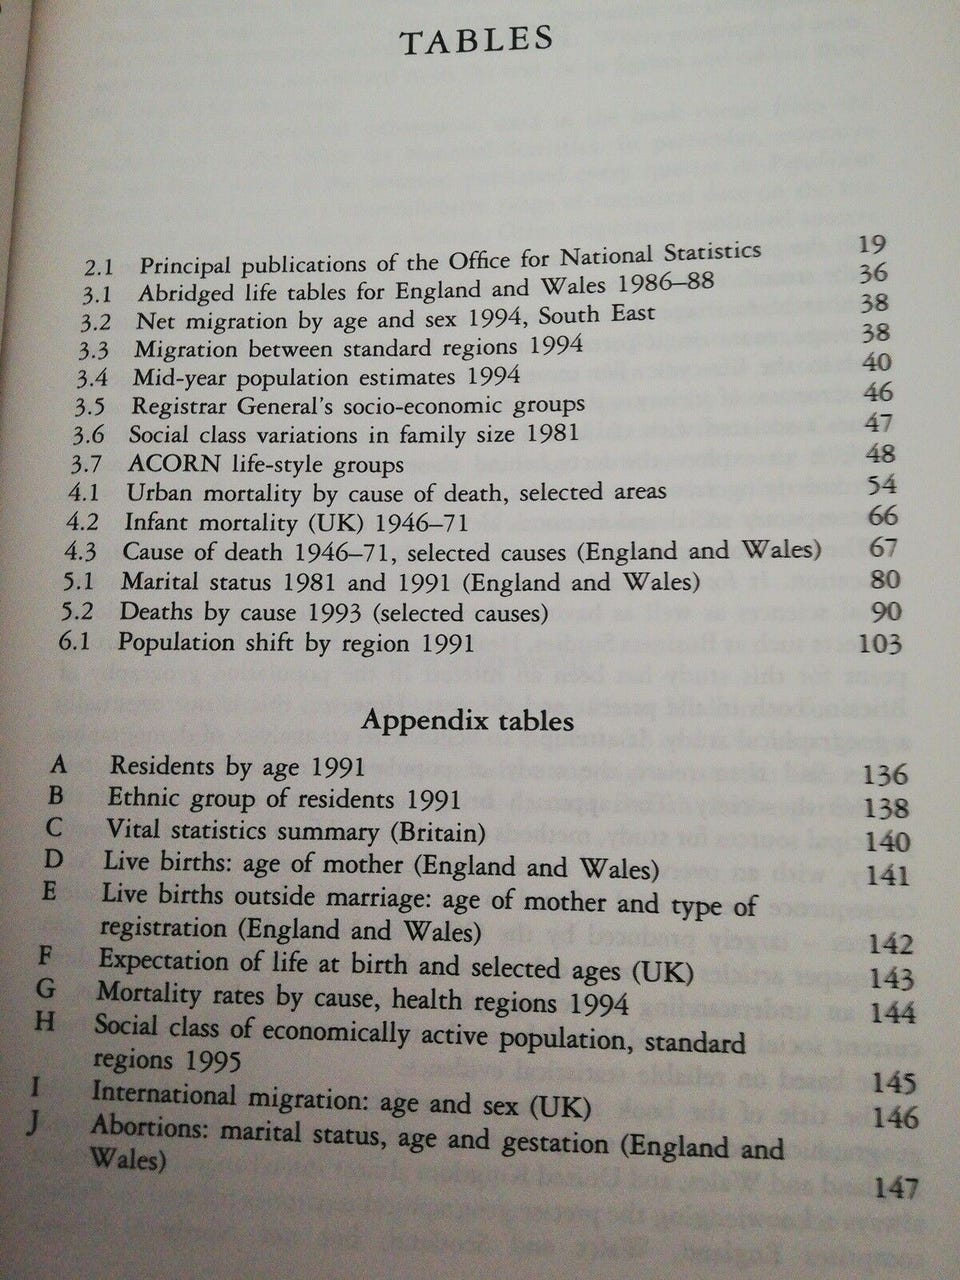 TABLES
2.1 Principal publications of the Office for National Statistics 19
3.1 Abridged life tables for England and Wales 1986–88 36
3.2 Net migration by age and sex 1994, South East 38
3.3 Migration between standard regions 1994 38
3.4 Mid-year population estimates 1994 40
3.5 Registrar General's socio-economic groups 46
3.6 Social class variations in family size 1981 47
3.7 ACORN life-style groups 48
4.1 Urban mortality by cause of death, selected areas 54
4.2 Infant mortality (UK) 1946–71 66
4.3 Cause of death 1946–71, selected causes (England and Wales) 67
5.1 Marital status 1981 and 1991 (England and Wales) 80
5.2 Deaths by cause 1993 (selected causes) 90
6.1 Population shift by region 1991 103
Appendix tables
A Residents by age 1991 136
B Ethnic group of residents 1991 138
C Vital statistics summary (Britain) 140
D Live births: age of mother (England and Wales) 141
E Live births outside marriage: age of mother and type of
registration (England and Wales) 142
F Expectation of life at birth and selected ages (UK) 143
G Mortality rates by cause, health regions 1994 144
H Social class of economically active population, standard
regions 1995 145
I International migration: age and sex (UK) 146
J Abortions: marital status, age and gestation (England and
Wales) 147